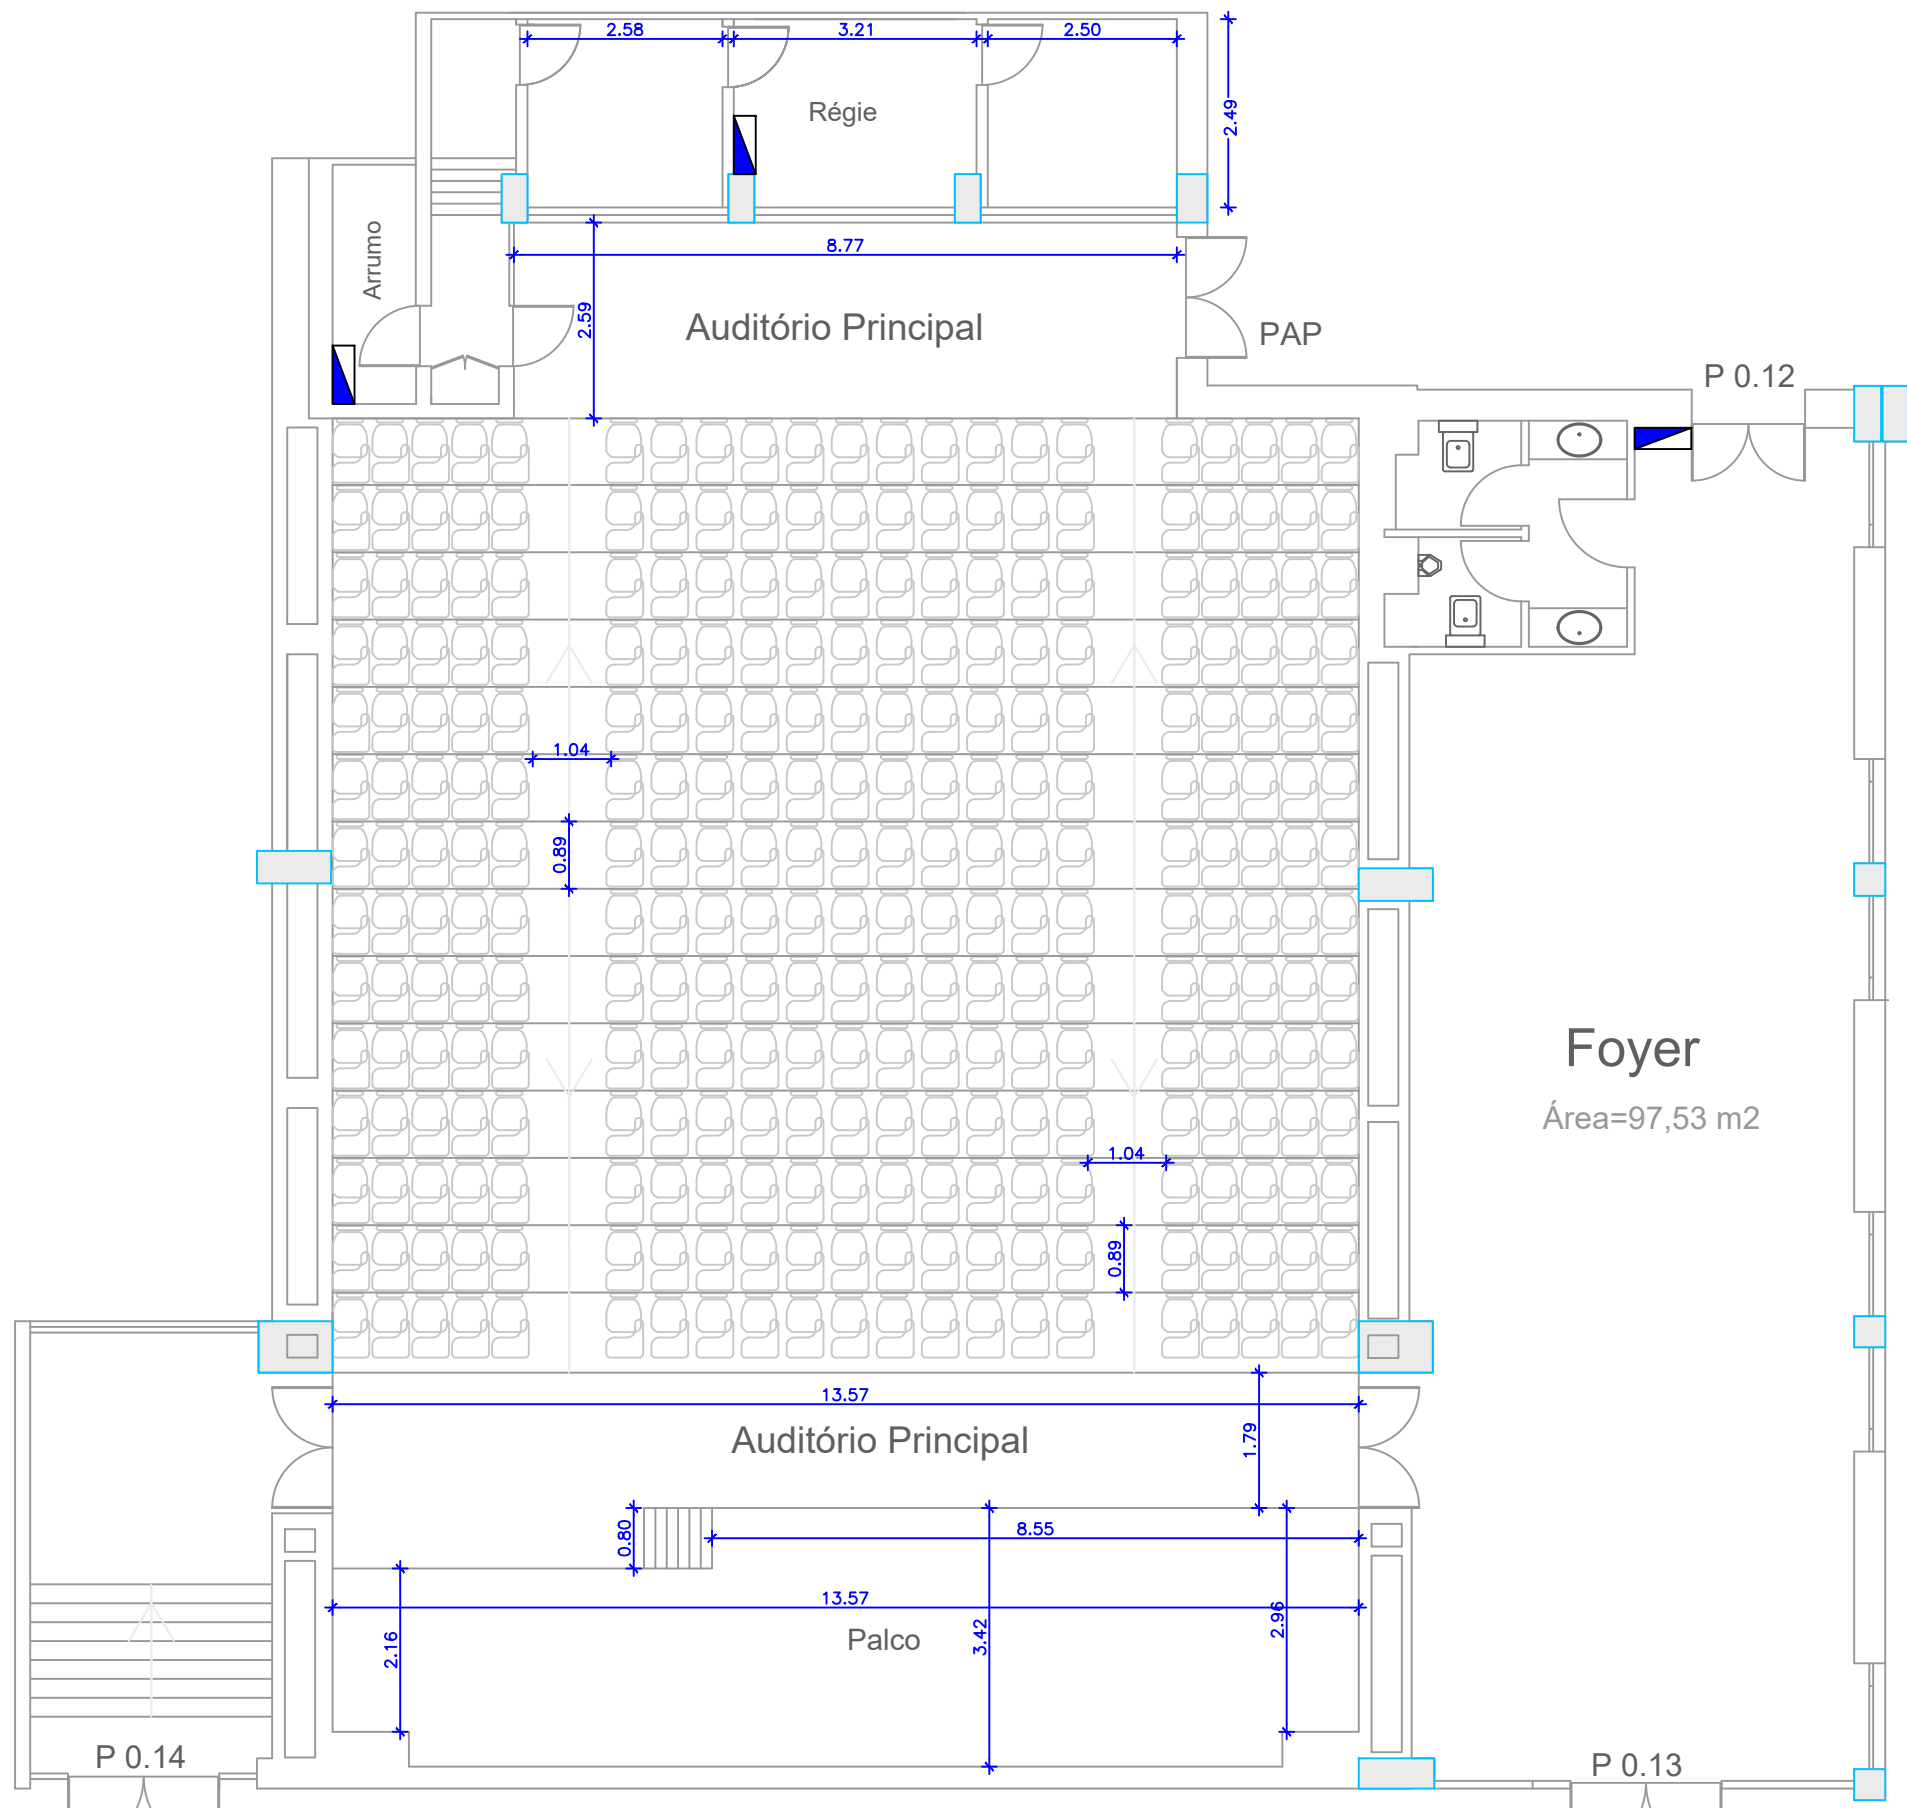 2.58
3.21
2.50
Régie
2.49
Arrumo
8.77
2.59
Auditório Principal
PAP
P 0.12
1.04
0.89
Foyer
Área=97,53 m2
1.04
0.89
13.57
Auditório Principal
1.79
0.80
8.55
13.57
2.16
Palco
3.42
2.96
P 0.14
P 0.13